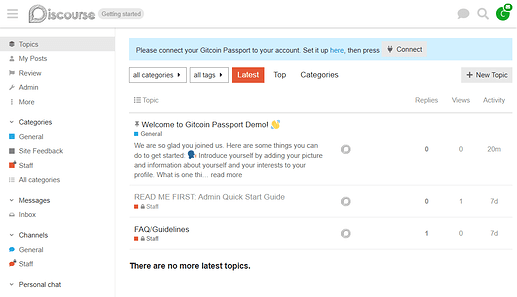 Discourse
Getting started
C
Topics
My Posts
Review
Admin
More
Categories
General
Site Feedback
Staff
All categories
Messages
Inbox
Channels
General
Staff
Personal chat
Please connect your Gitcoin Passport to your account. Set it up here, then press Connect
all categories all tags Latest Top Categories + New Topic
Topic Replies Views Activity
Welcome to Gitcoin Passport Demo!
General
We are so glad you joined us. Here are some things you can
do to get started: Introduce yourself by adding your picture
and information about yourself and your interests to your
profile. What is one thi… read more
0 0 20m
READ ME FIRST: Admin Quick Start Guide
Staff
0 1 7d
FAQ/Guidelines
Staff
1 0 7d
There are no more latest topics.